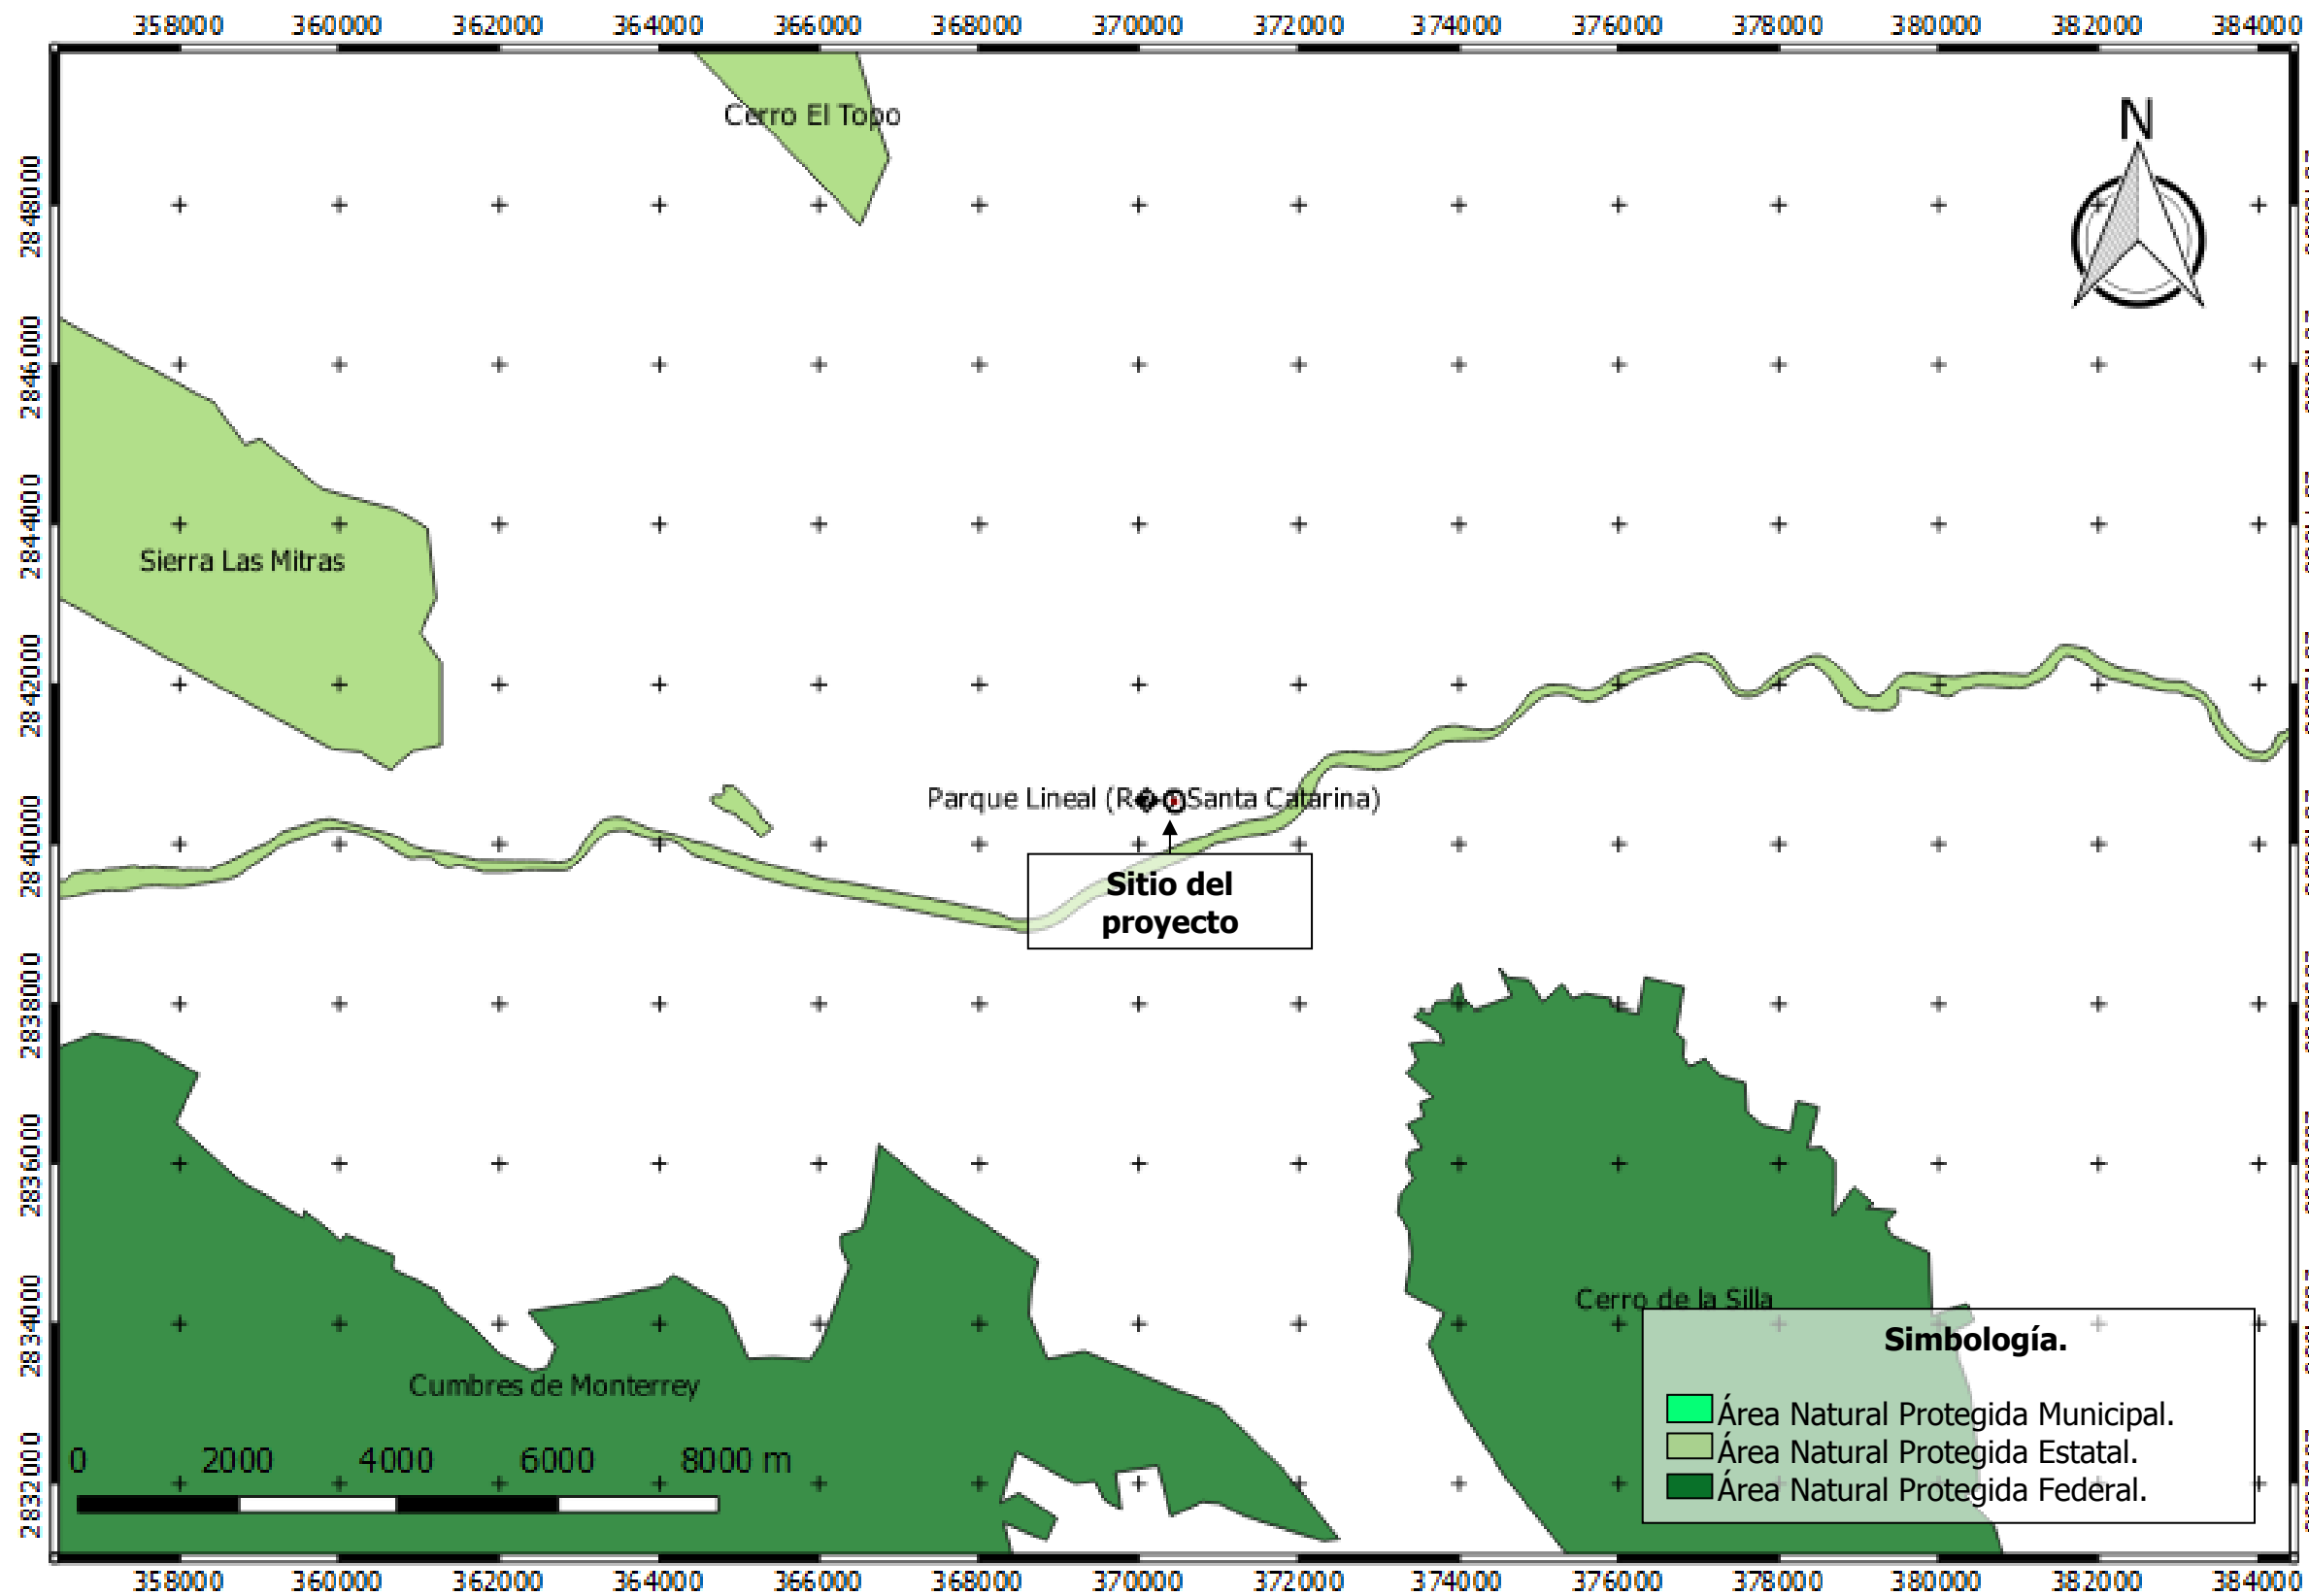 358000 360000 362000 364000 366000 368000 370000 372000 374000 376000 378000 380000 382000 384000
Cerro El Topo
N
2848000
2846000
2844000
Sierra Las Mitras
2842000
Parque Lineal (R Santa Catarina)
2840000
Sitio del
proyecto
2838000
2836000
2834000
Cerro de la Silla
Simbología.
Cumbres de Monterrey
Área Natural Protegida Municipal.
Área Natural Protegida Estatal.
Área Natural Protegida Federal.
0 2000 4000 6000 8000 m
2832000
358000 360000 362000 364000 366000 368000 370000 372000 374000 376000 378000 380000 382000 384000